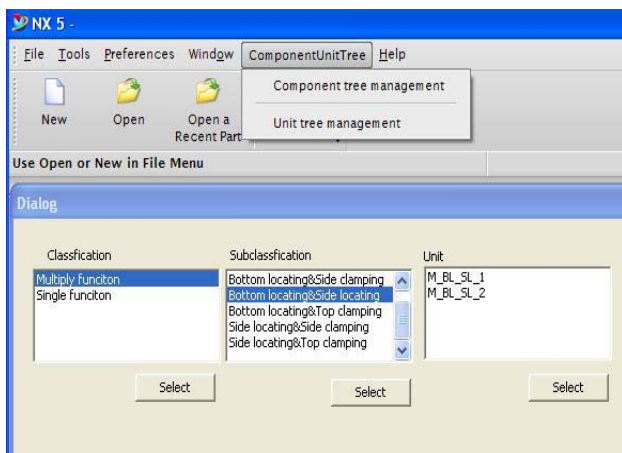 NX 5 -
File Tools Preferences Window ComponentUnitTree Help
Component tree management
Unit tree management
New Open Open a
Recent Part
Use Open or New in File Menu
Dialog
Classfication Subclassfication Unit
Multiply funciton
Single funciton
Bottom locating&Side clamping
Bottom locating&Side locating
Bottom locating&Top clamping
Side locating&Side clamping
Side locating&Top clamping
M_BL_SL_1
M_BL_SL_2
Select Select Select